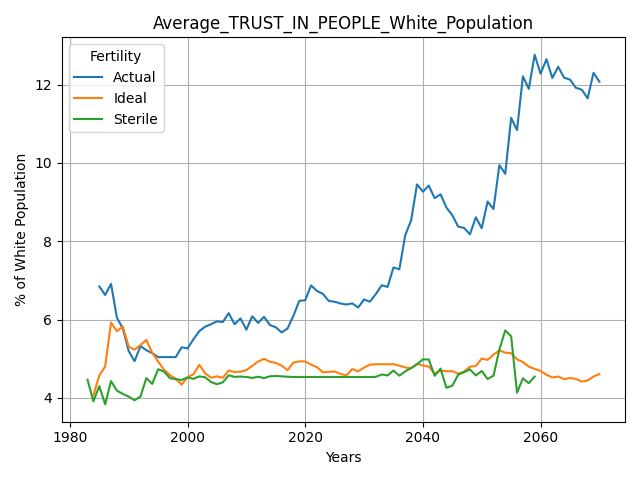 Average_TRUST_IN_PEOPLE_White_Population
Fertility
Actual
Ideal
Sterile
% of White Population
12
10
8
6
4
1980
2000
2020
2040
2060
Years